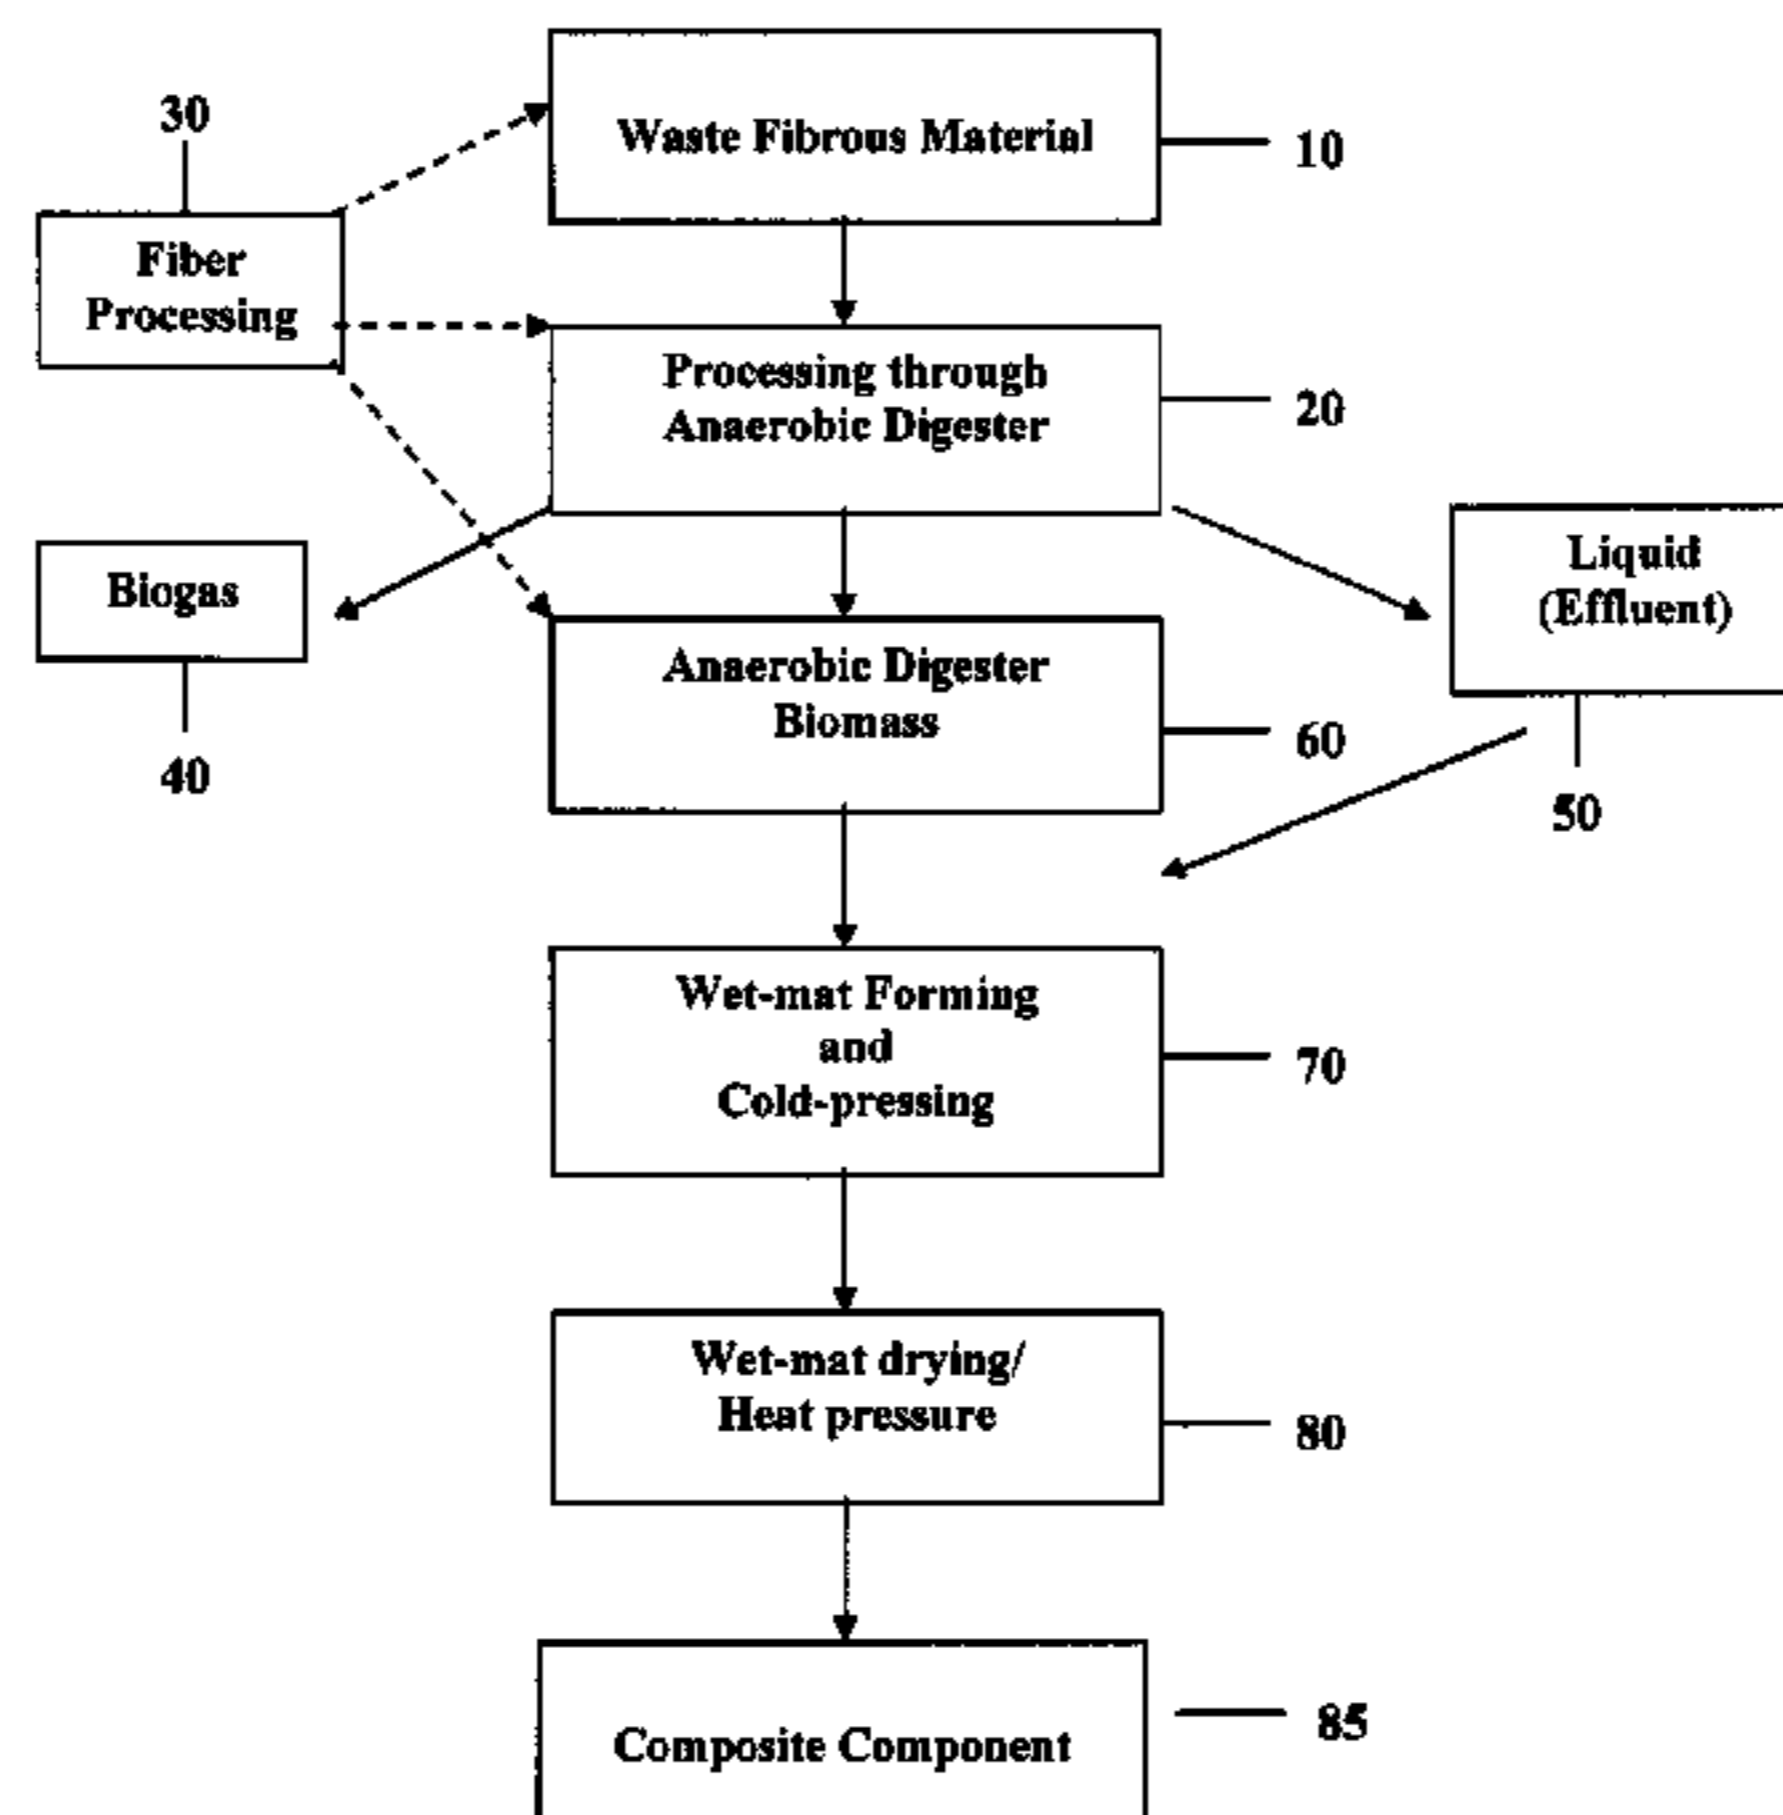 30
Waste Fibrous Material
10
Fiber
Processing
Processing through
Anaerobic Digester
20
Liquid
(Effluent)
Biogas
40
Anaerobic Digester
Biomass
60
50
Wet-mat Forming
and
Cold-pressing
70
Wet-mat drying/
Heat pressure
80
Composite Component
85